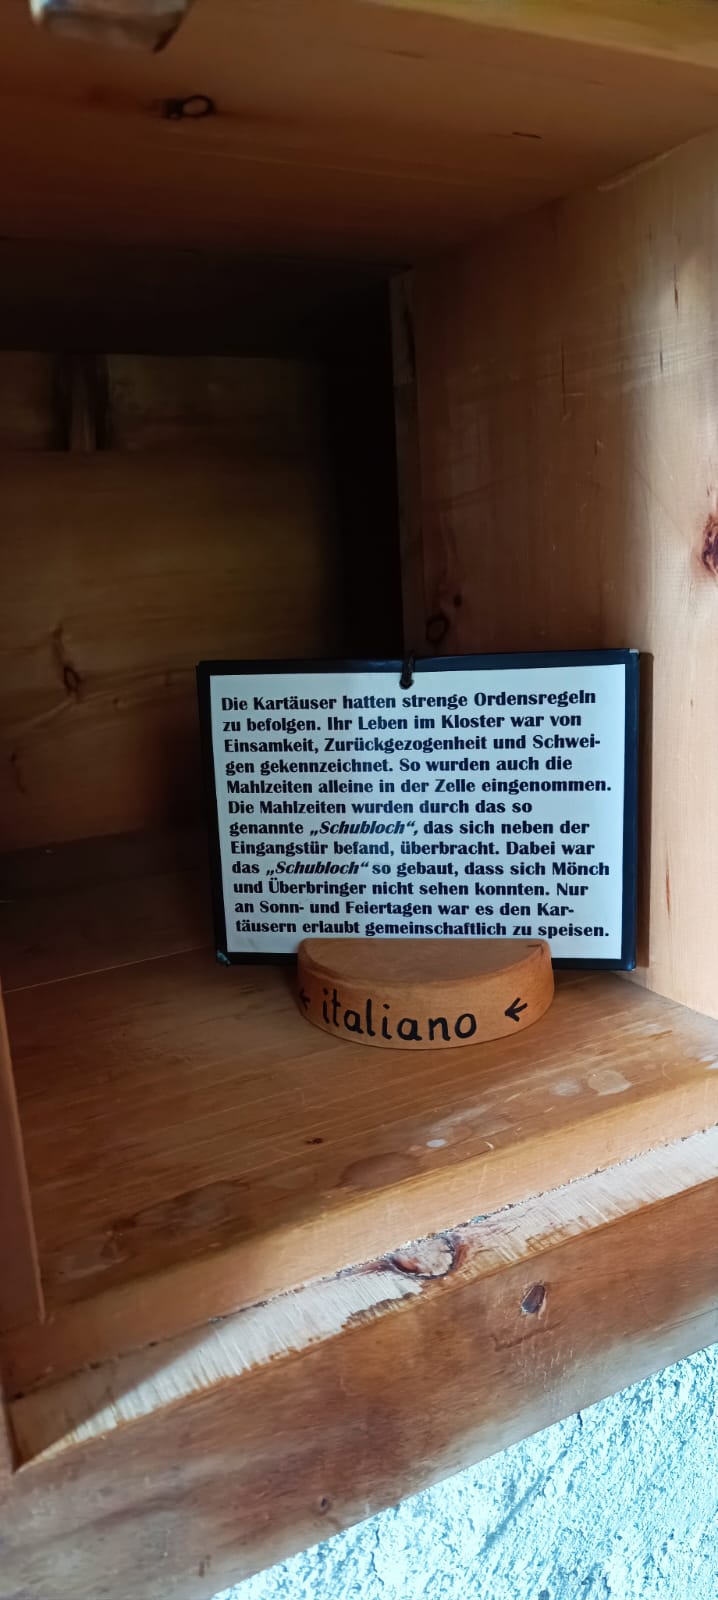 Die Kartäuser hatten strenge Ordensregeln
zu befolgen. Ihr Leben im Kloster war von
Einsamkeit, Zurückgezogenheit und Schwei-
gen gekennzeichnet. So wurden auch die
Mahlzeiten alleine in der Zelle eingenommen.
Die Mahlzeiten wurden durch das so
genannte „Schubloch“, das sich neben der
Eingangstür befand, überbracht. Dabei war
das „Schubloch“ so gebaut, dass sich Mönch
und Überbringer nicht sehen konnten. Nur
an Sonn- und Feiertagen war es den Kar-
täusern erlaubt gemeinschaftlich zu speisen.
← italiano ←